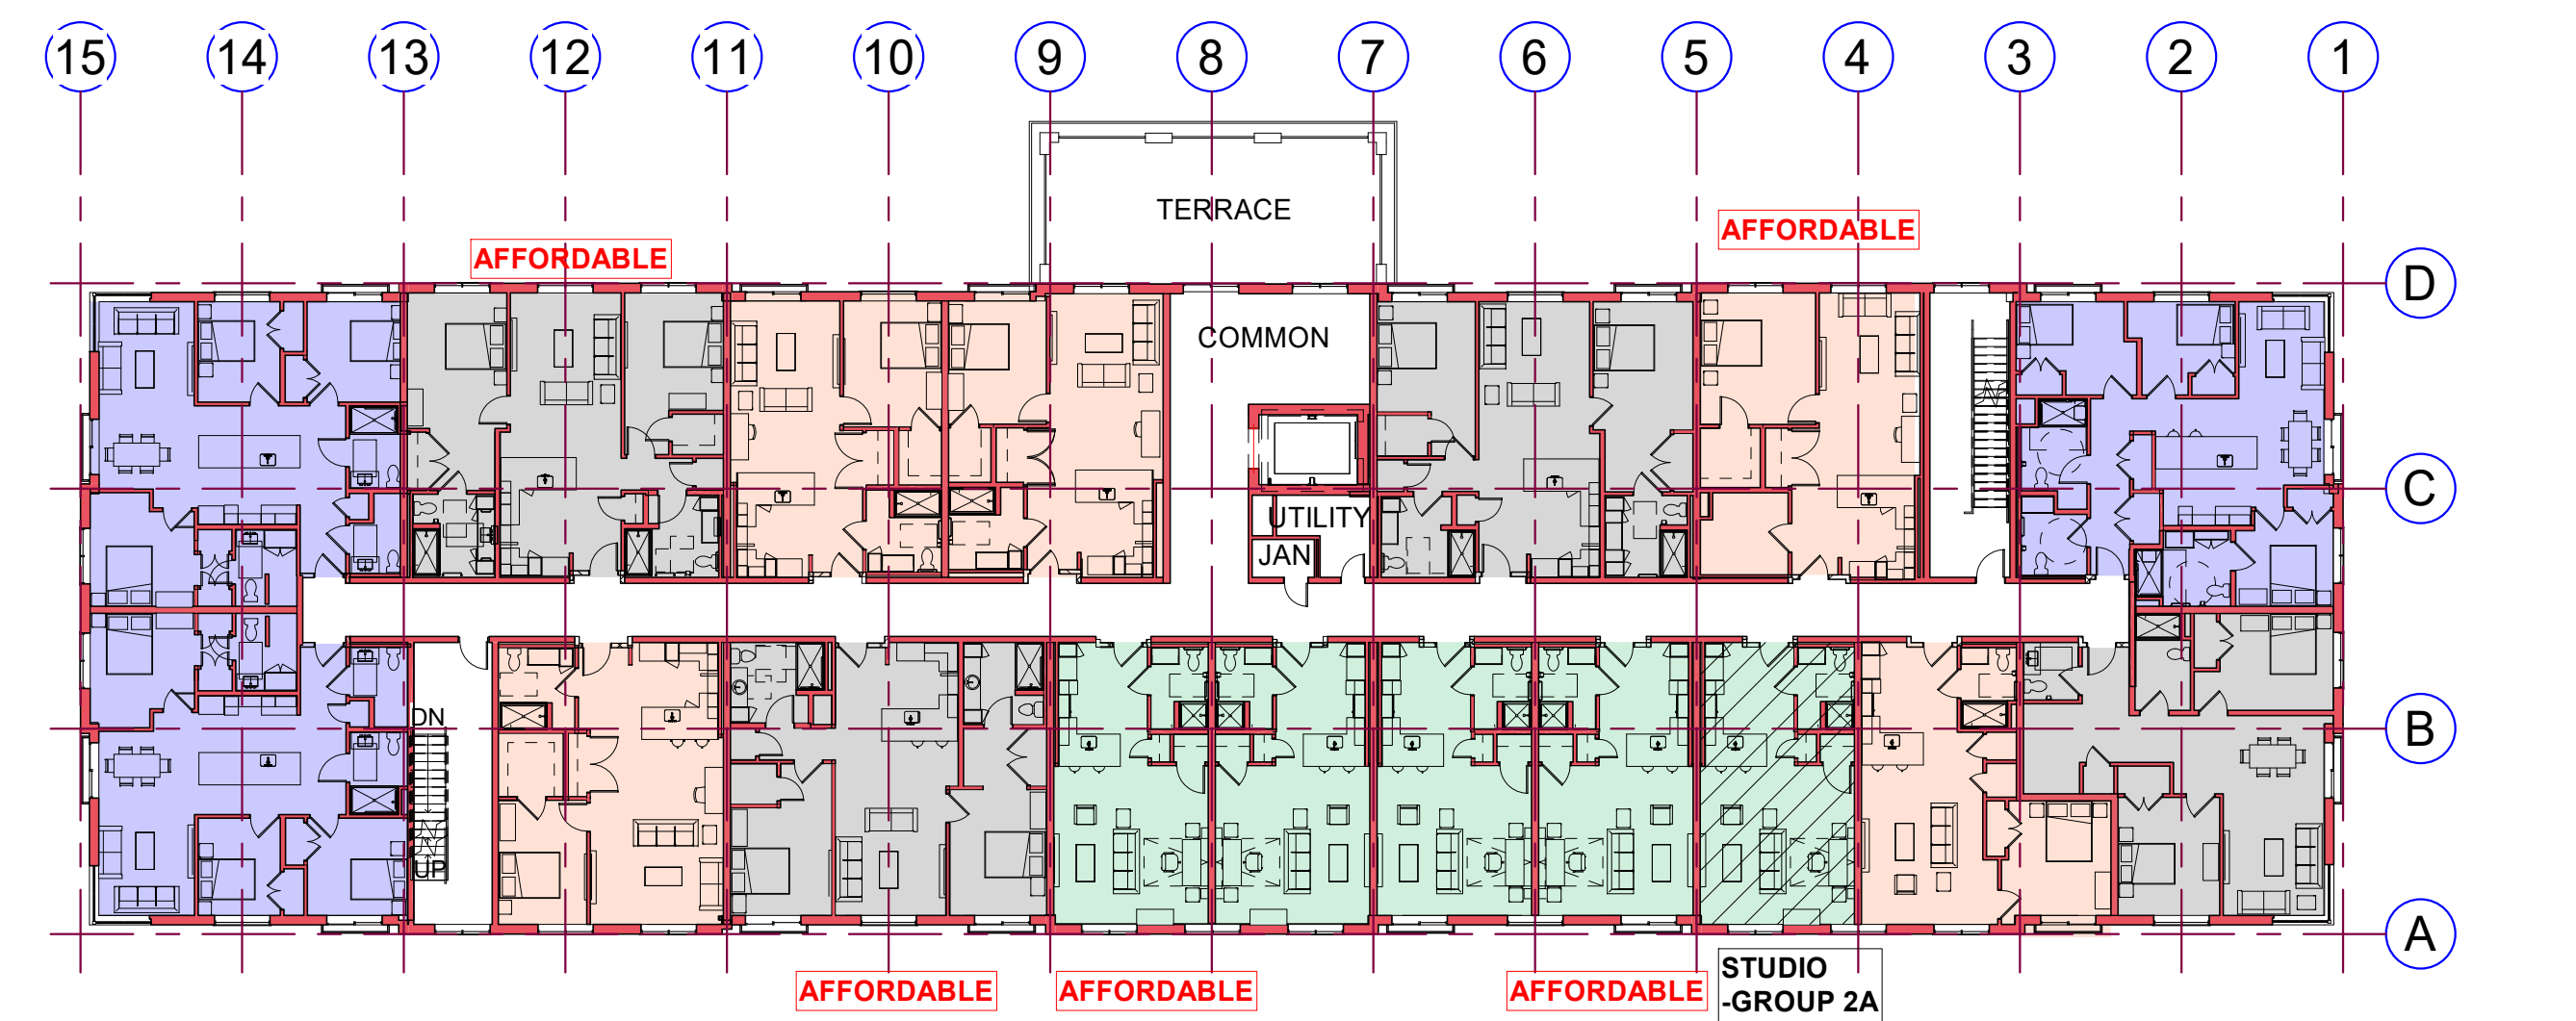 15 14 13 12 11 10 9 8 7 6 5 4 3 2 1
TERRACE
AFFORDABLE
AFFORDABLE
D
COMMON
C
UTILITY
JAN
DN
B
UP
A
STUDIO
-GROUP 2A
AFFORDABLE
AFFORDABLE
AFFORDABLE